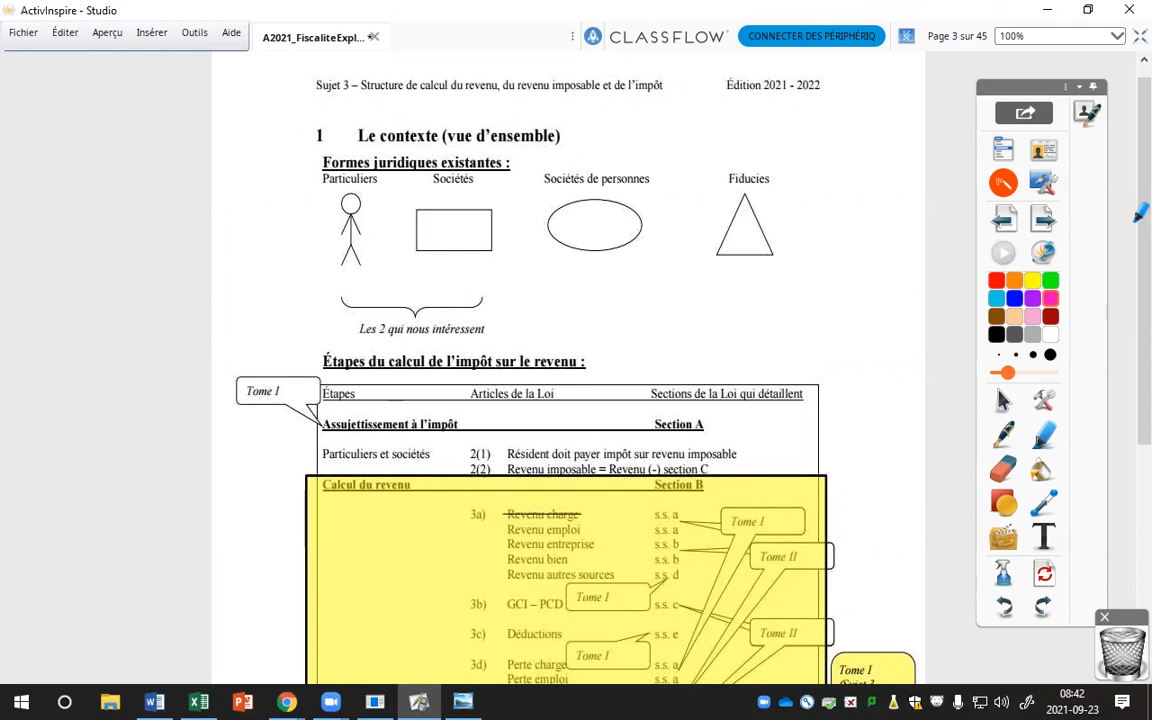 ActivInspire - Studio
Fichier Éditer Aperçu Insérer Outils Aide
A2021_FiscaliteExpl...
CLASSFLOW
CONNECTER DES PÉRIPHÉRIQ
Page 3 sur 45
100%
Sujet 3 – Structure de calcul du revenu, du revenu imposable et de l'impôt Édition 2021 - 2022
1 Le contexte (vue d'ensemble)
Formes juridiques existantes :
Particuliers Sociétés Sociétés de personnes Fiducies
Les 2 qui nous intéressent
Étapes du calcul de l'impôt sur le revenu :
Tome I
Étapes Articles de la Loi Sections de la Loi qui détaillent
Assujettissement à l'impôt Section A
Particuliers et sociétés 2(1) Résident doit payer impôt sur revenu imposable
2(2) Revenu imposable = Revenu (-) section C
Calcul du revenu Section B
3a) Revenu charge s.s. a
Tome I
Revenu emploi s.s. a
Revenu entreprise s.s. b
Tome II
Revenu bien s.s. b
Revenu autres sources s.s. d
Tome I
3b) GCI – PCD s.s. c
3c) Déductions s.s. e
Tome II
Tome I
3d) Perte charge s.s. a
Perte emploi s.s. a
Tome I
(Sujet 3
T
08:42
2021-09-23